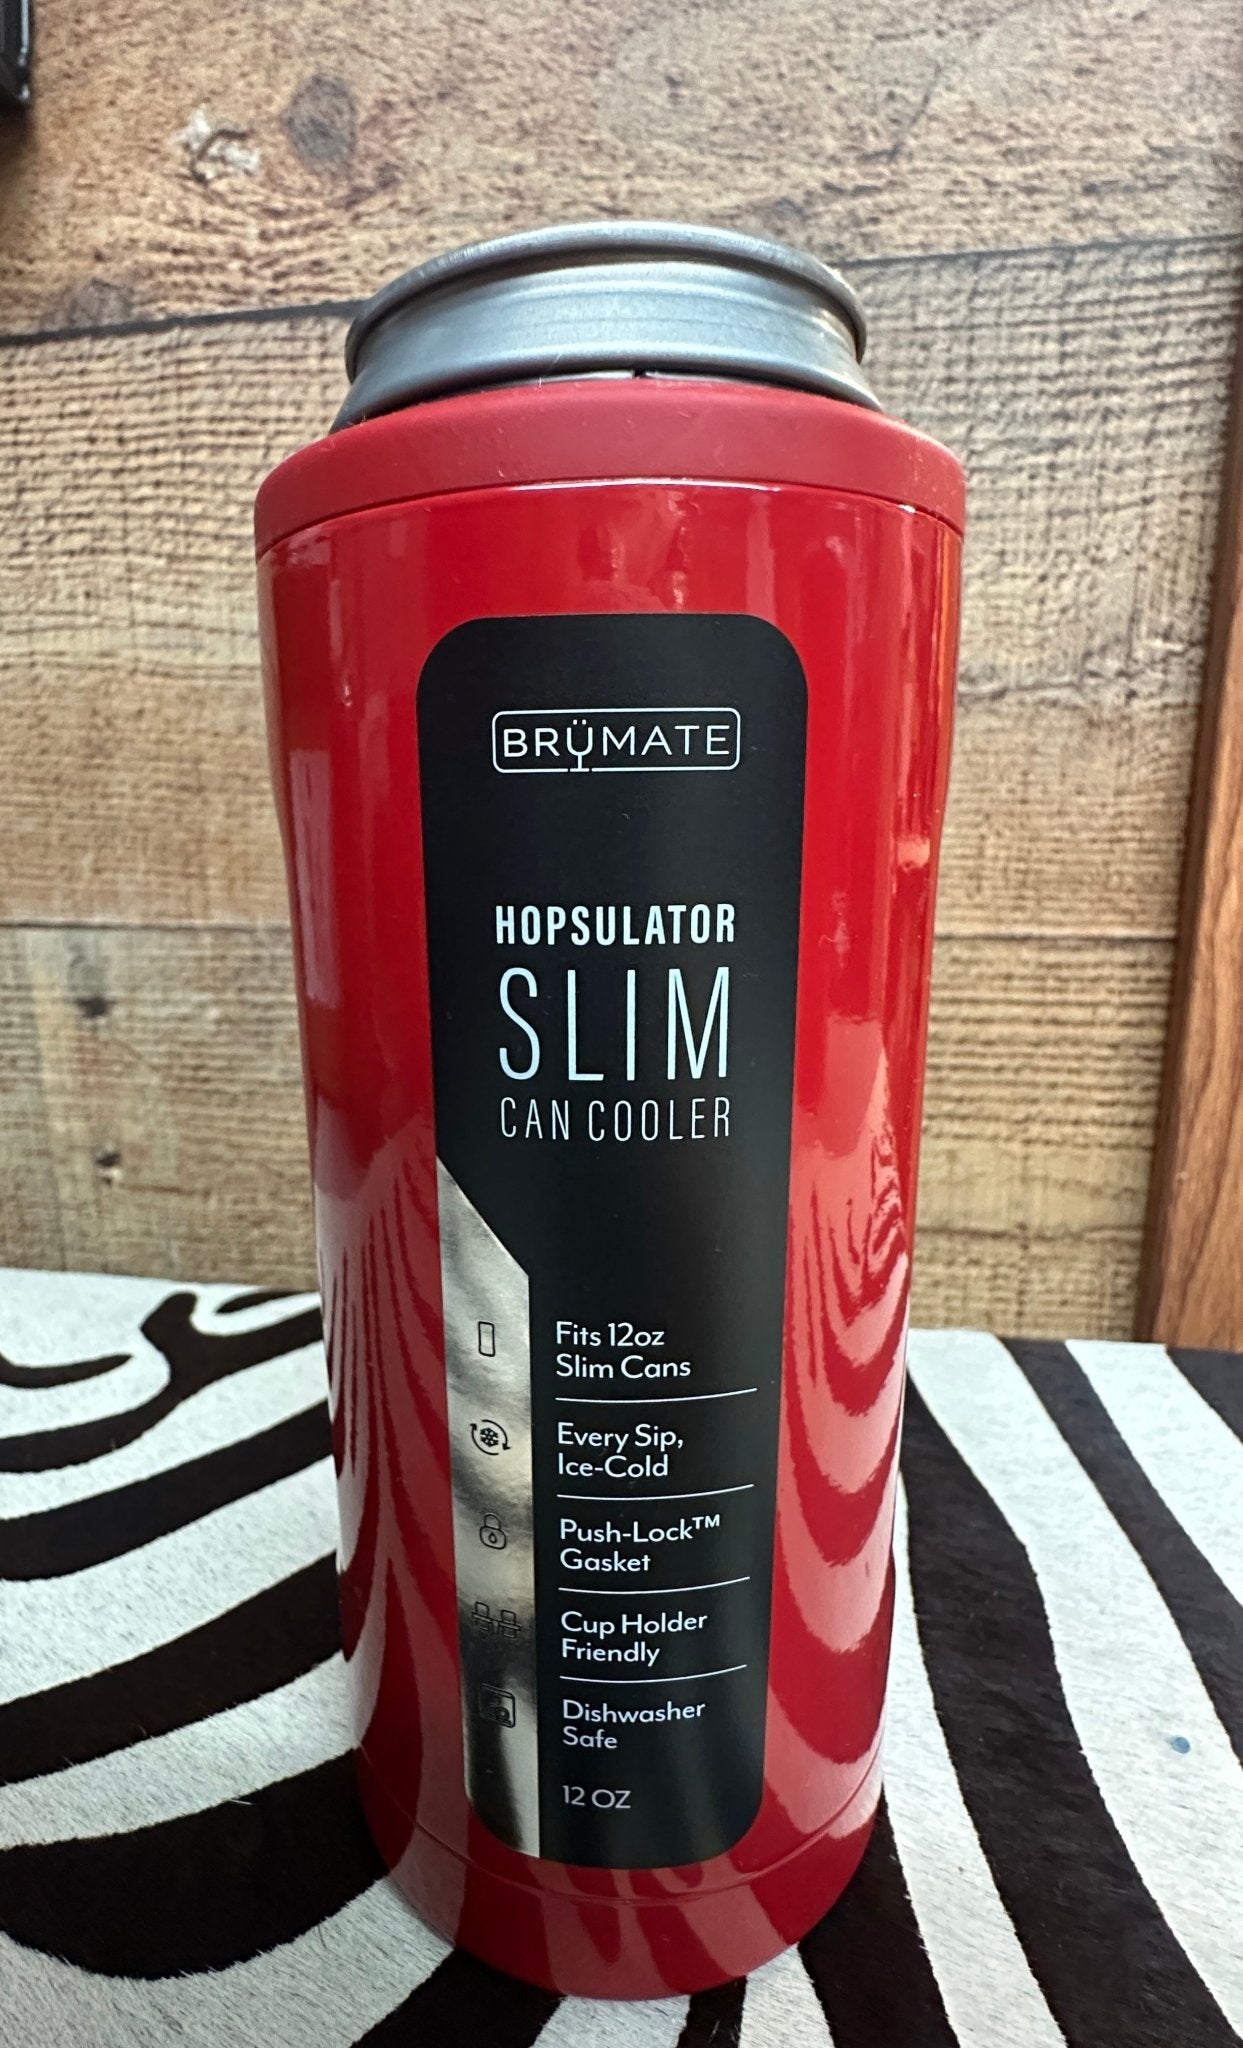 BRÜMATE
HOPSULATOR
SLIM
CAN COOLER
Fits 12oz
Slim Cans
Every Sip,
Ice-Cold
Push-Lock™
Gasket
Cup Holder
Friendly
Dishwasher
Safe
12 OZ